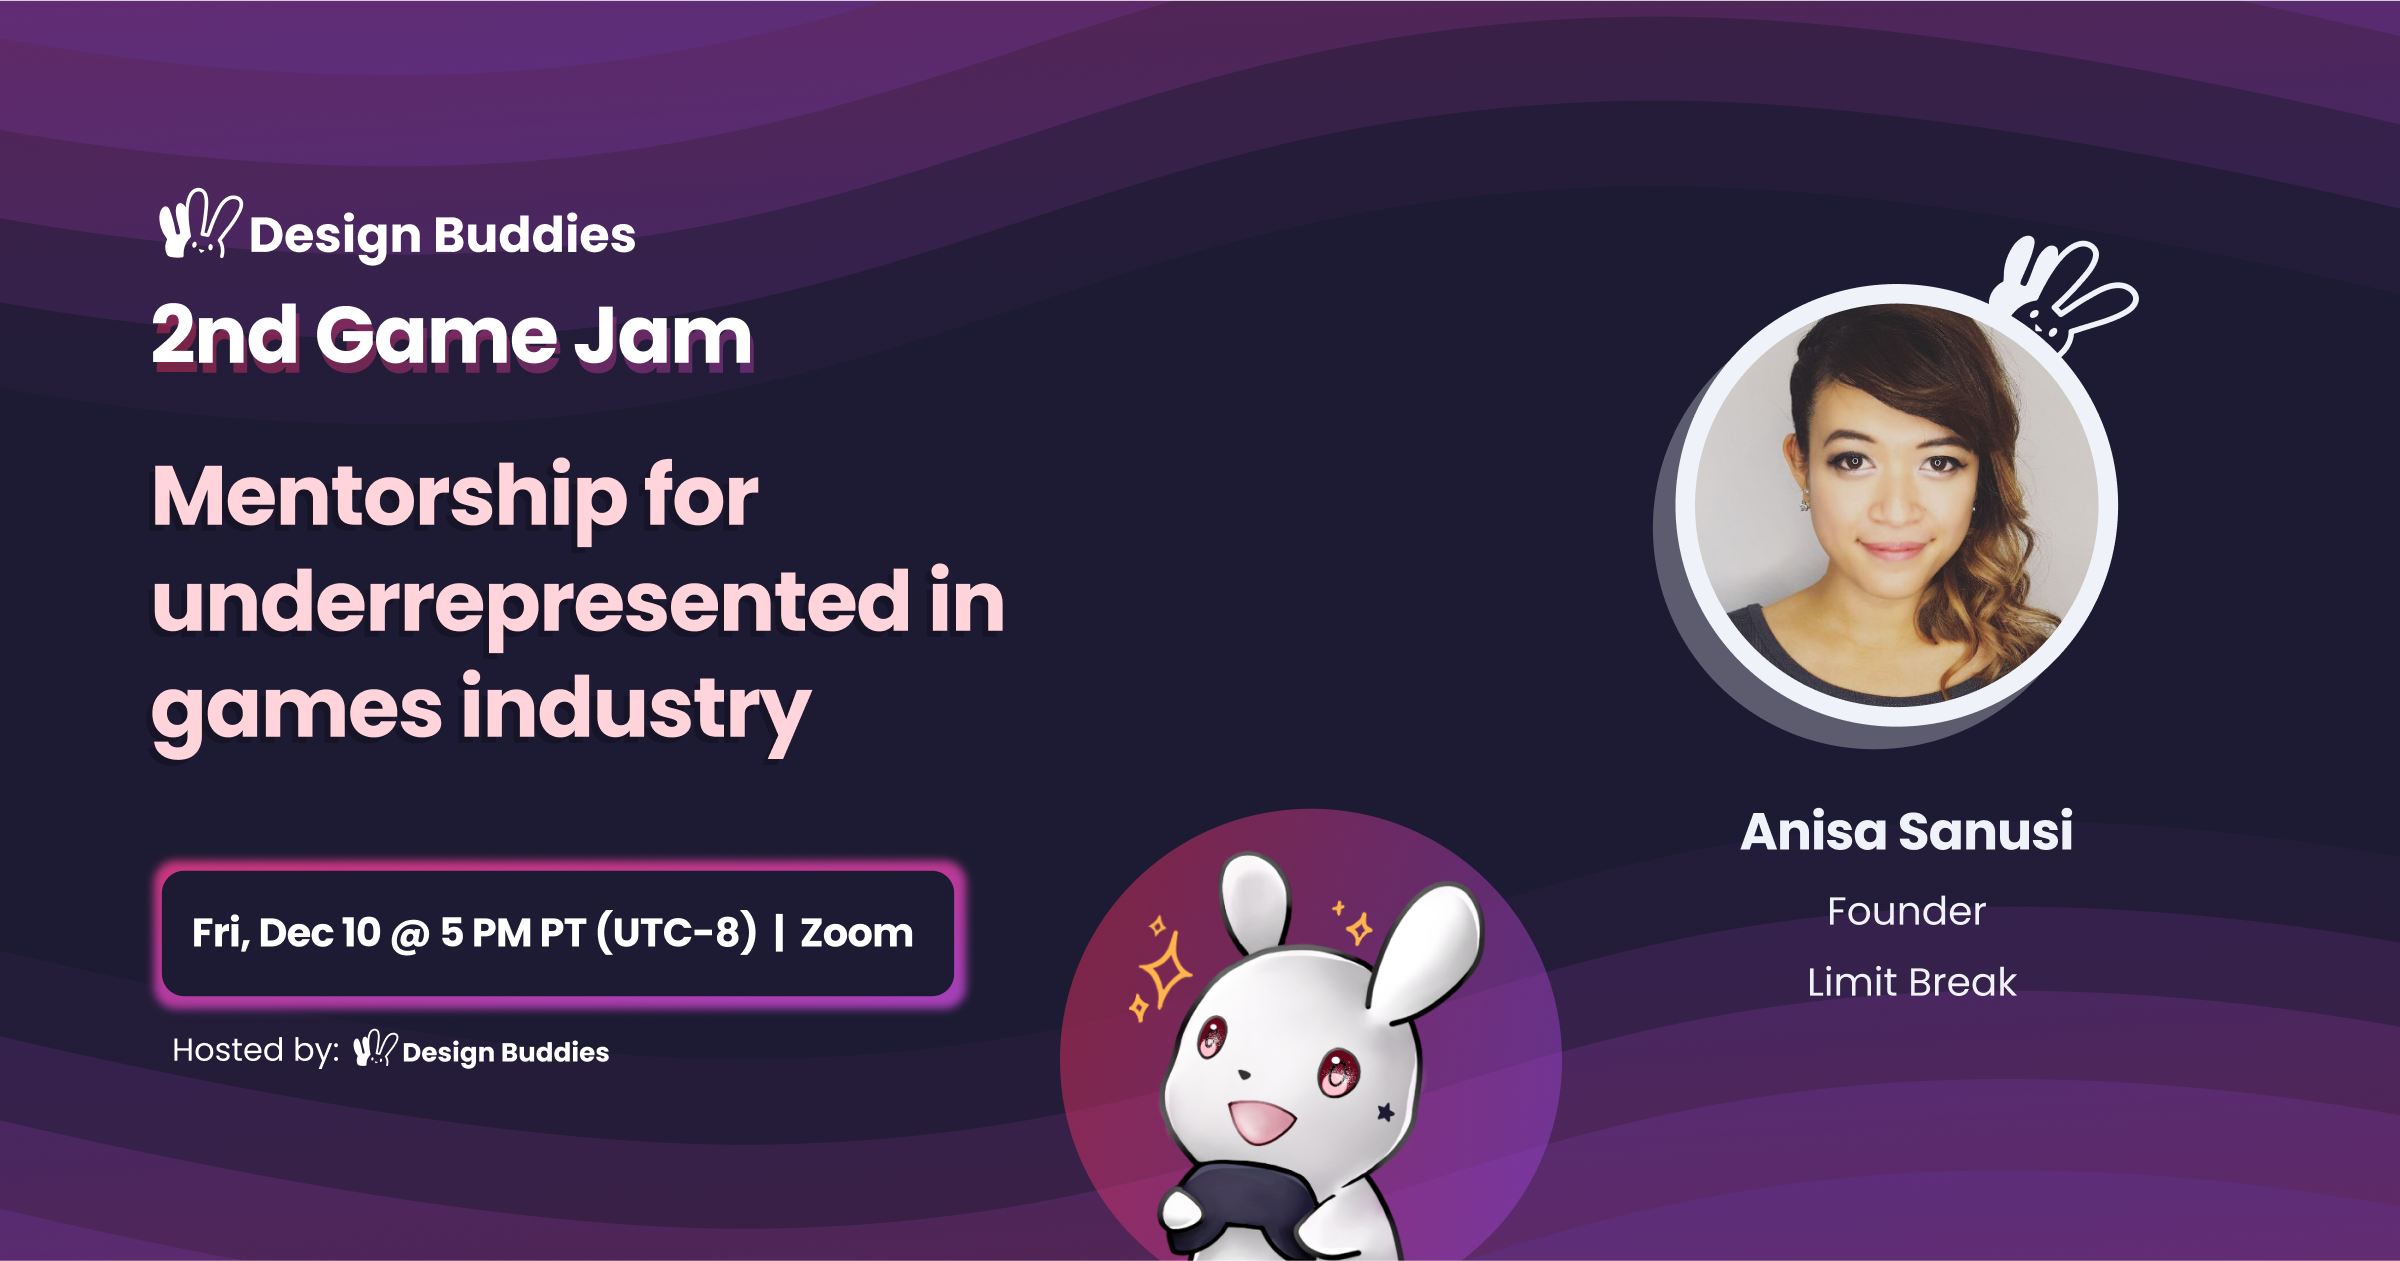 Design Buddies
2nd Game Jam
Mentorship for
underrepresented in
games industry
Fri, Dec 10 @ 5 PM PT (UTC-8) | Zoom
Hosted by: Design Buddies
Anisa Sanusi
Founder
Limit Break